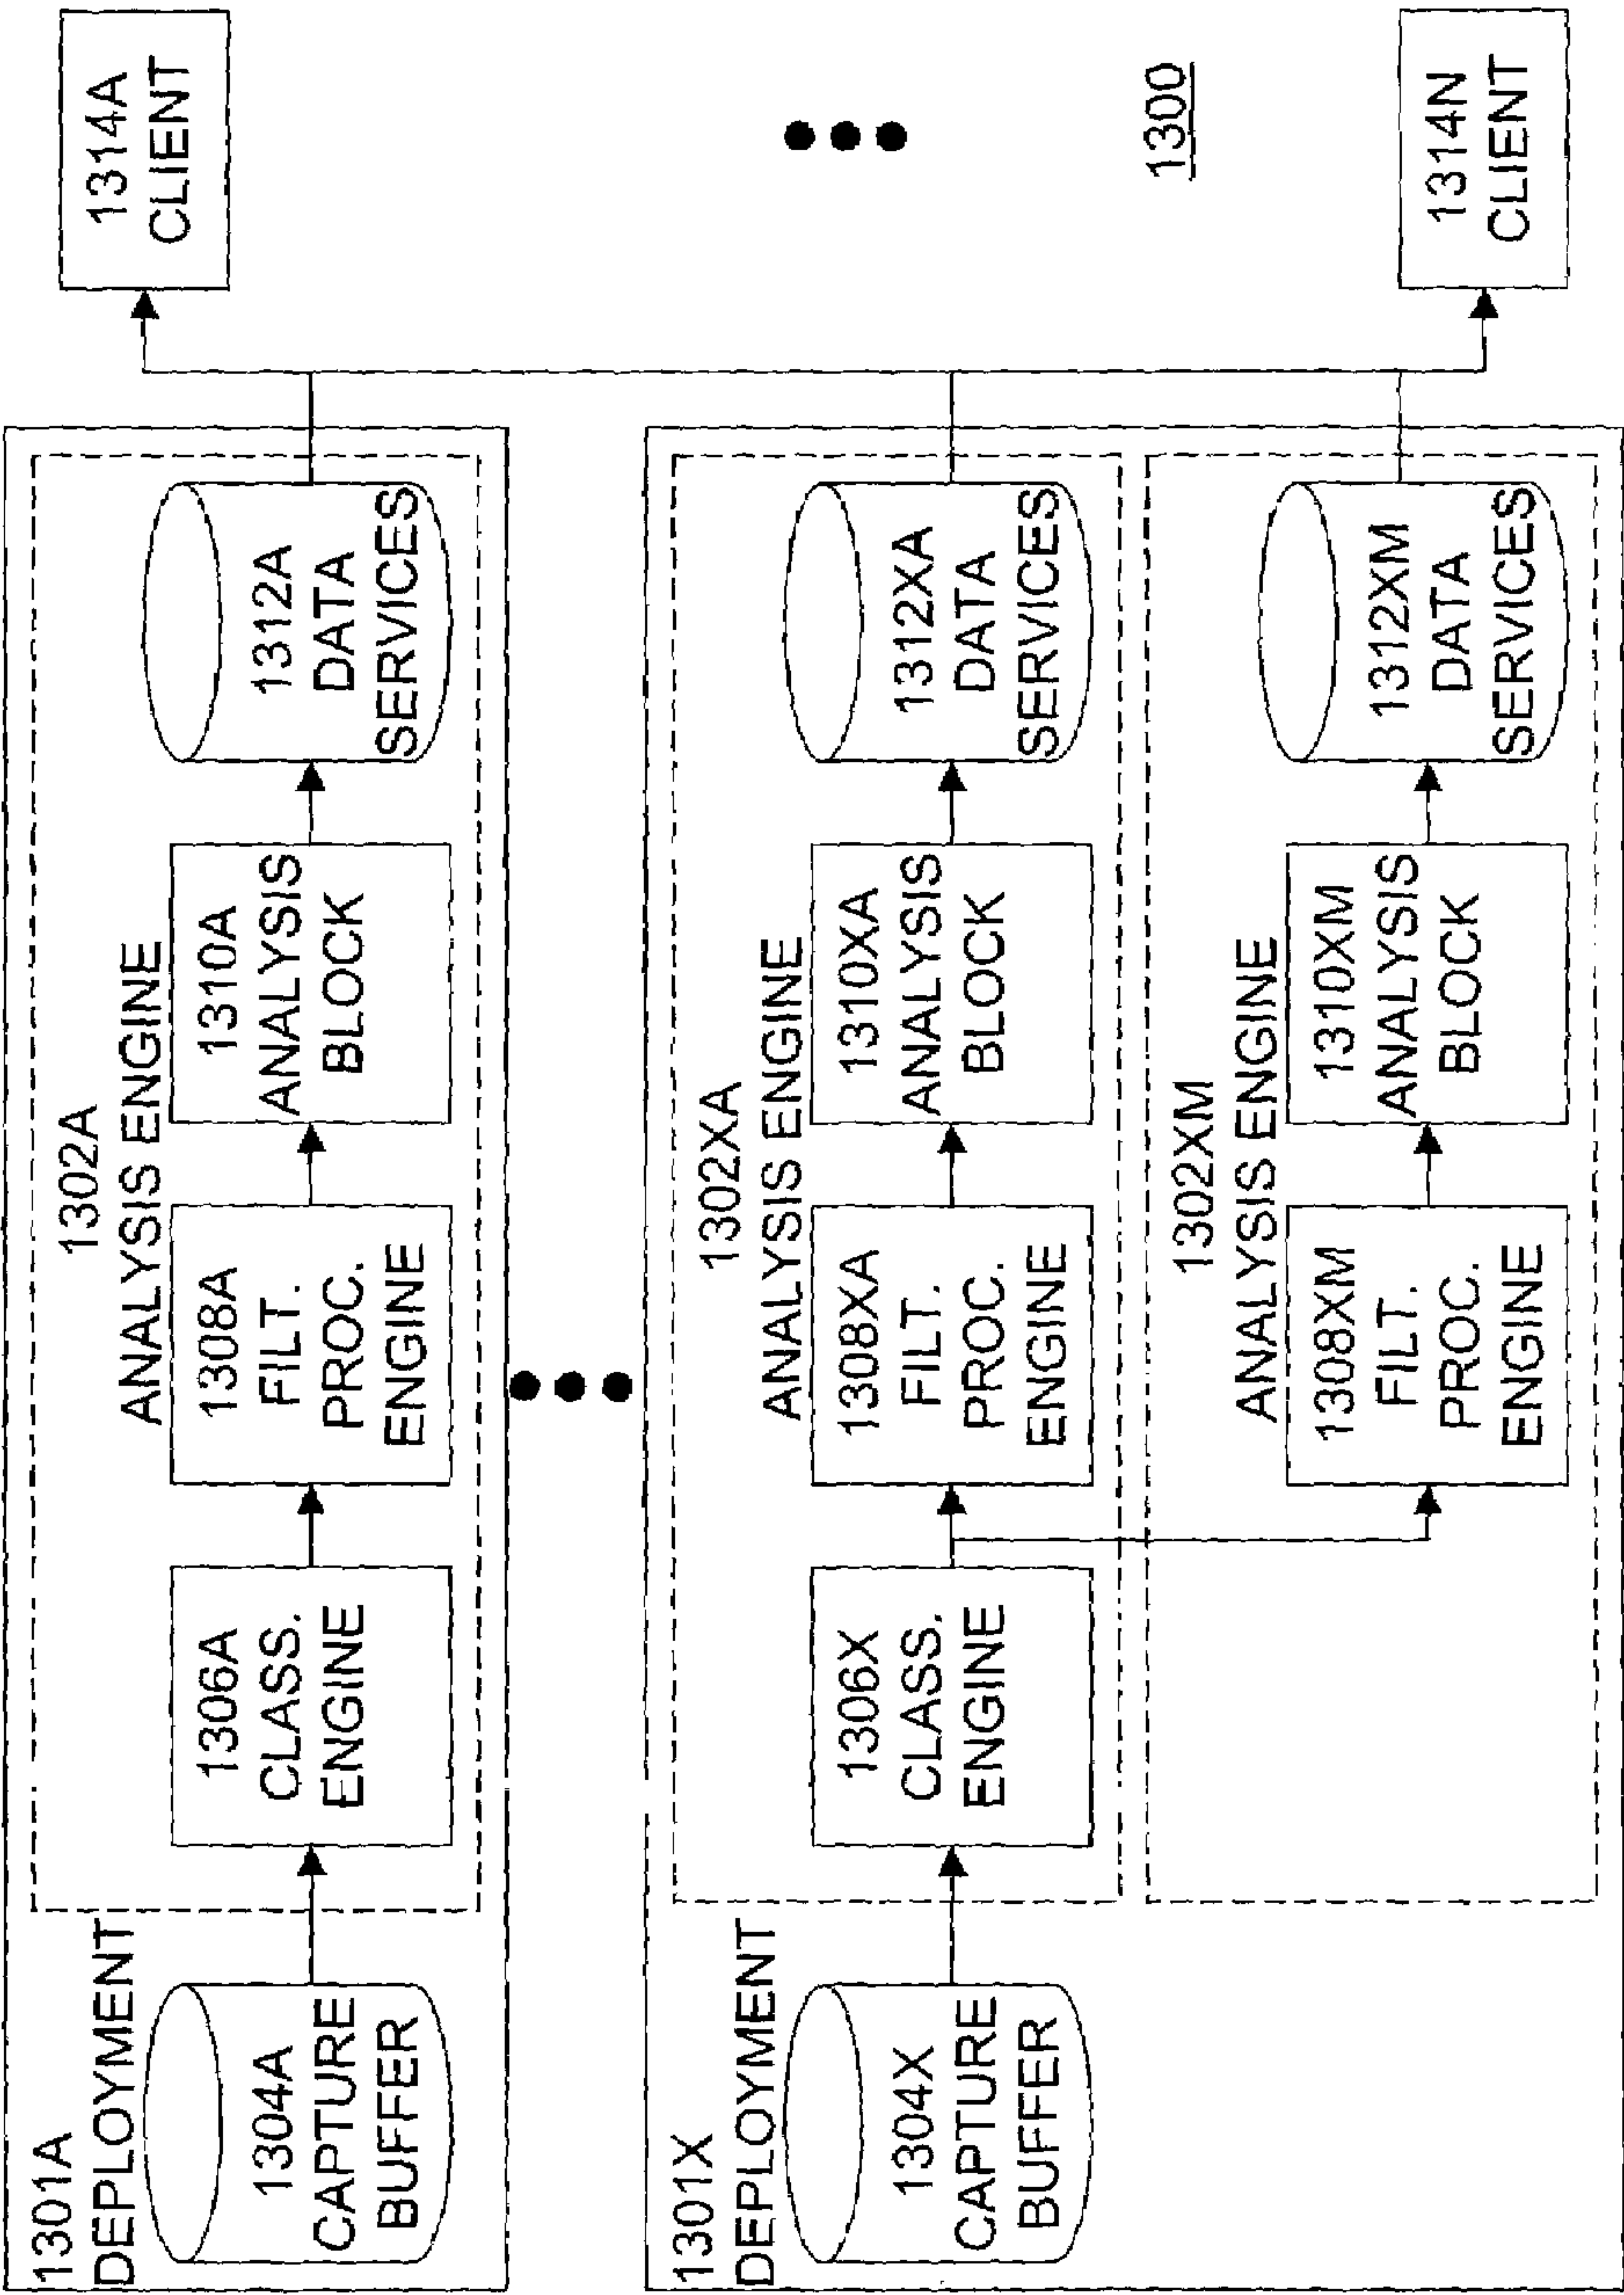 1301A
DEPLOYMENT
1304A
CAPTURE
BUFFER
1302A
ANALYSIS ENGINE
1306A
CLASS.
ENGINE
1308A
FILT.
PROC.
ENGINE
1310A
ANALYSIS
BLOCK
1312A
DATA
SERVICES
1314A
CLIENT
1301X
DEPLOYMENT
1304X
CAPTURE
BUFFER
1302XA
ANALYSIS ENGINE
1306X
CLASS.
ENGINE
1308XA
FILT.
PROC.
ENGINE
1310XA
ANALYSIS
BLOCK
1312XA
DATA
SERVICES
1302XM
ANALYSIS ENGINE
1308XM
FILT.
PROC.
ENGINE
1310XM
ANALYSIS
BLOCK
1312XM
DATA
SERVICES
1300
1314N
CLIENT